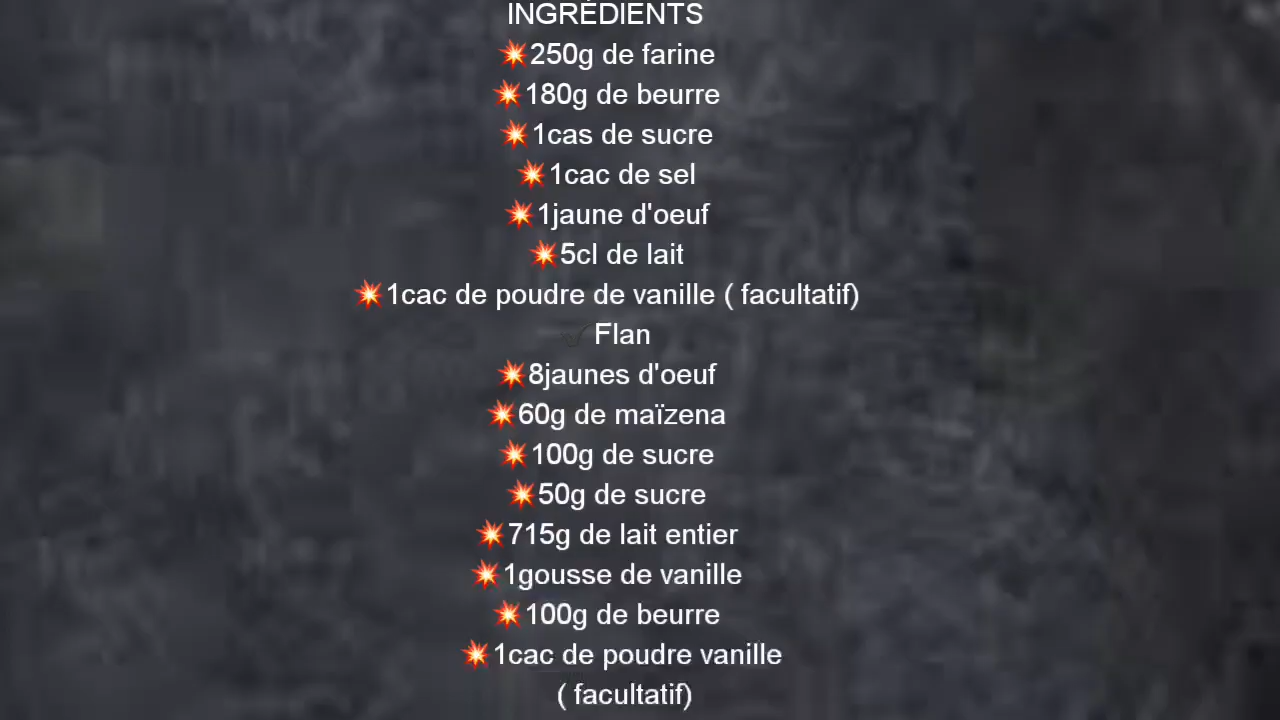 INGRÉDIENTS
💥250g de farine
💥180g de beurre
💥1cas de sucre
💥1cac de sel
💥1jaune d'oeuf
💥5cl de lait
💥1cac de poudre de vanille ( facultatif)
✔Flan
💥8jaunes d'oeuf
💥60g de maïzena
💥100g de sucre
💥50g de sucre
💥715g de lait entier
💥1gousse de vanille
💥100g de beurre
💥1cac de poudre vanille
( facultatif)